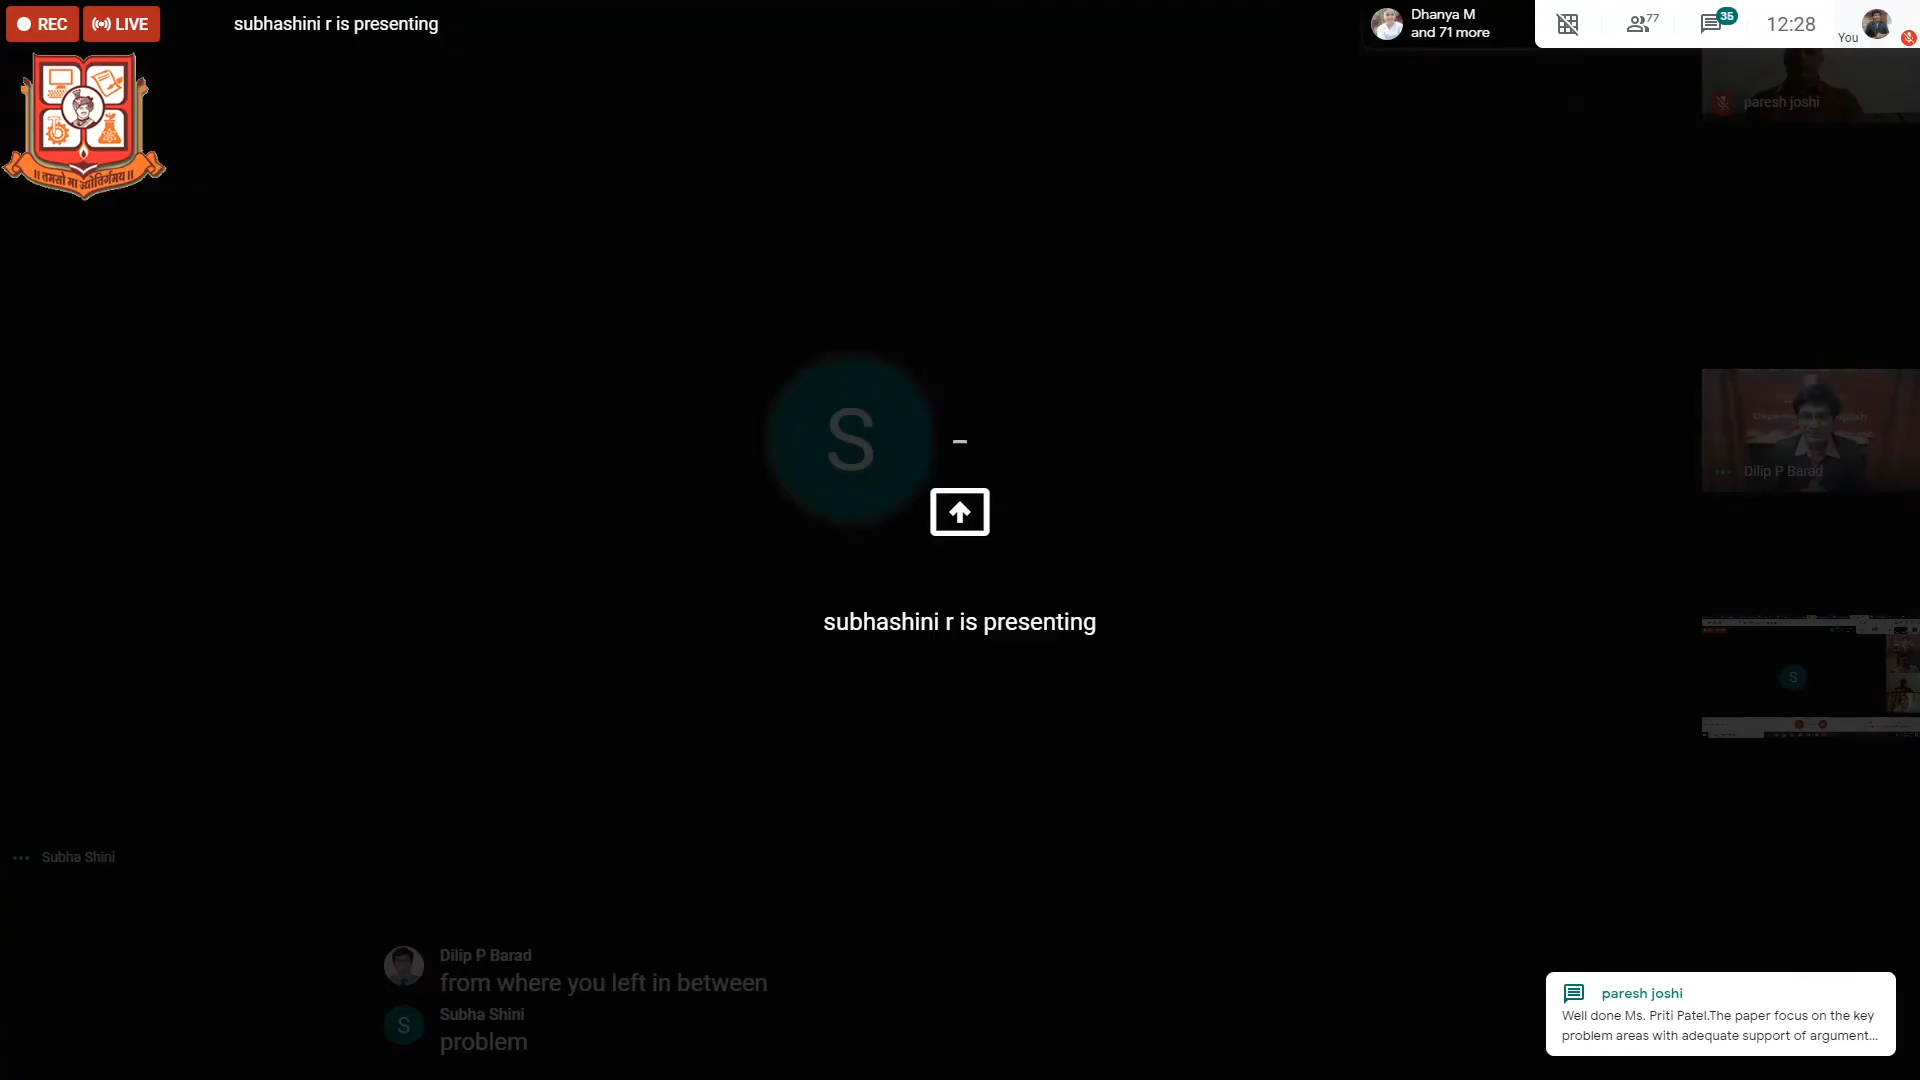 REC
LIVE
subhashini r is presenting
Dhanya M
and 71 more
77
35
12:28
You
paresh joshi
॥ तमसो मा ज्योतिर्गमय ॥
S
Dilip P Barad
subhashini r is presenting
S
Subha Shini
Dilip P Barad
from where you left in between
S
Subha Shini
problem
paresh joshi
Well done Ms. Priti Patel.The paper focus on the key
problem areas with adequate support of argument...